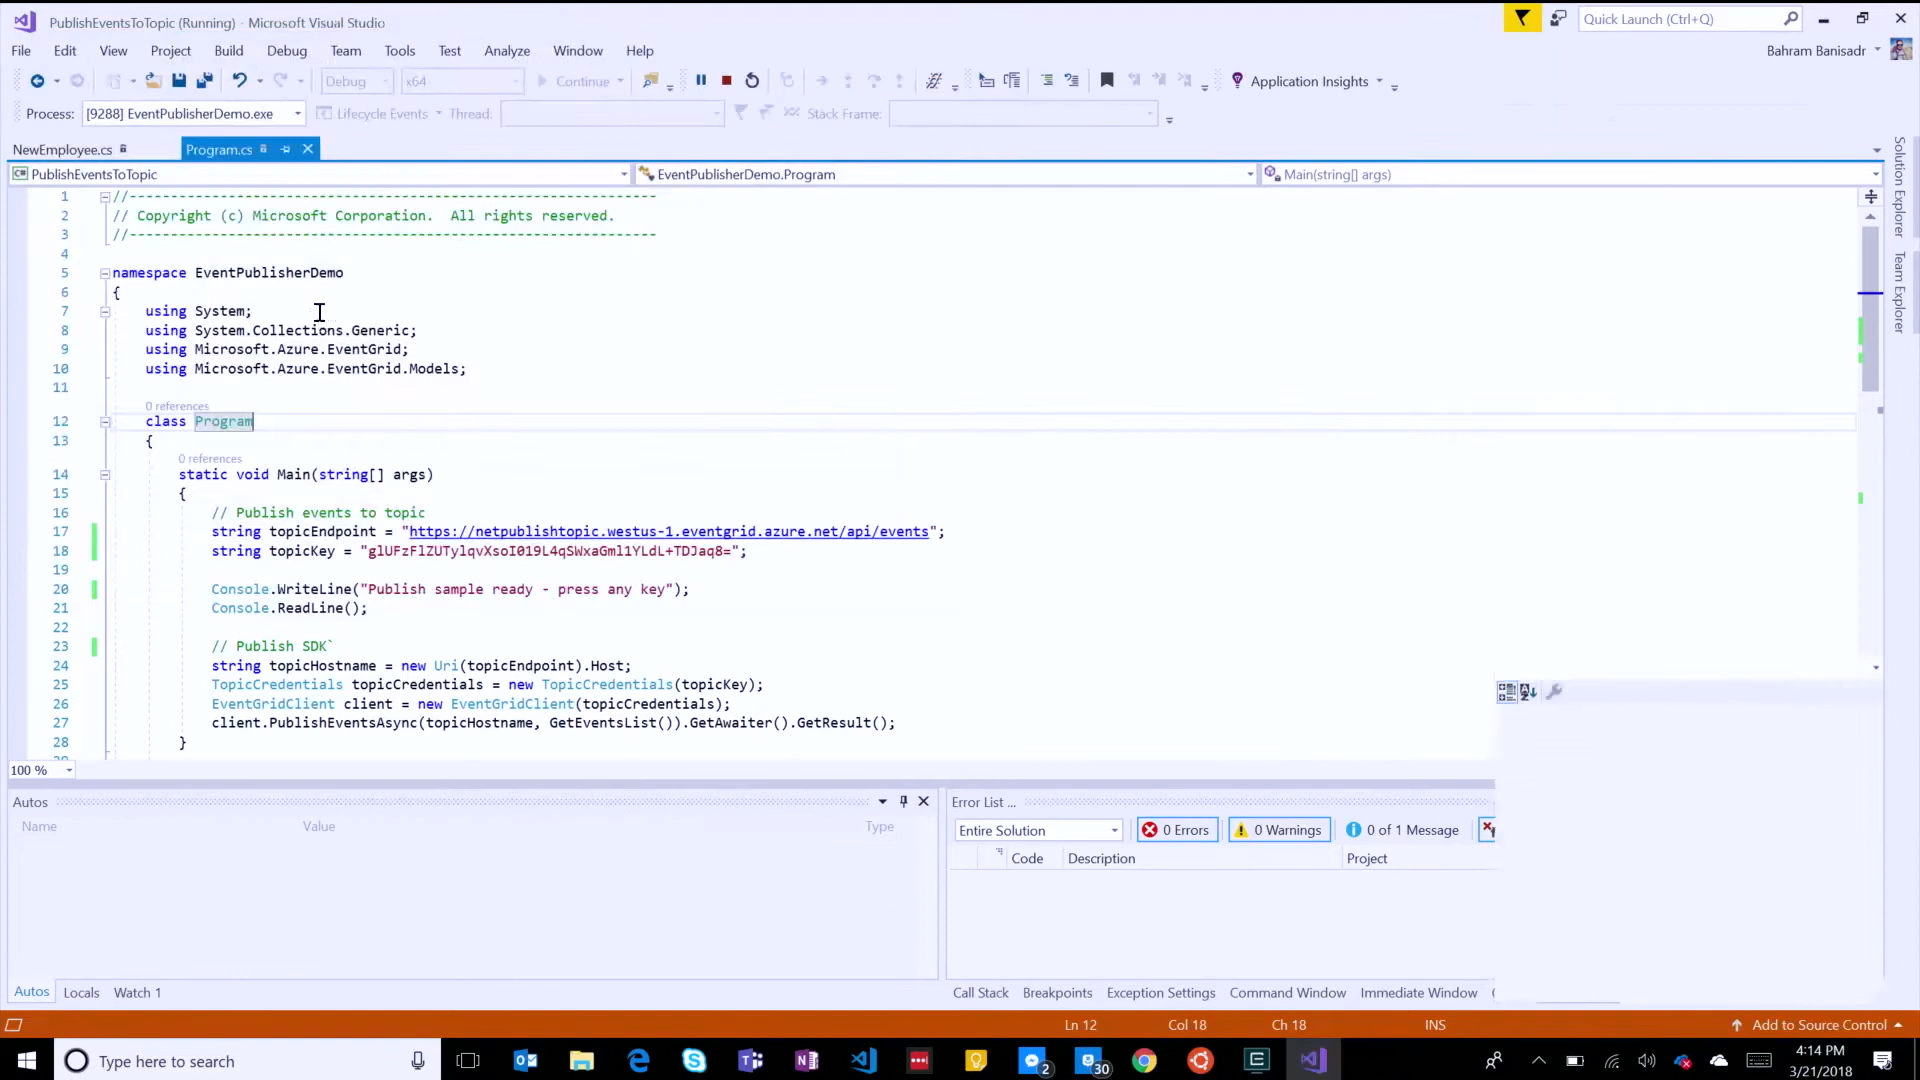 PublishEventsToTopic (Running) - Microsoft Visual Studio
Quick Launch (Ctrl+Q)
File Edit View Project Build Debug Team Tools Test Analyze Window Help
Bahram Banisadr
Debug x64 Continue Application Insights
Process: [9288] EventPublisherDemo.exe Lifecycle Events Thread: Stack Frame:
NewEmployee.cs Program.cs
PublishEventsToTopic EventPublisherDemo.Program Main(string[] args)
Solution Explorer
Team Explorer
1 //----------------------------------------------------------------
2 // Copyright (c) Microsoft Corporation.  All rights reserved.
3 //----------------------------------------------------------------
4
5 namespace EventPublisherDemo
6 {
7 using System;
8 using System.Collections.Generic;
9 using Microsoft.Azure.EventGrid;
10 using Microsoft.Azure.EventGrid.Models;
11
0 references
12 class Program
13 {
0 references
14 static void Main(string[] args)
15 {
16 // Publish events to topic
17 string topicEndpoint = "https://netpublishtopic.westus-1.eventgrid.azure.net/api/events";
18 string topicKey = "glUFzFlZUTylqvXsoI019L4qSWxaGml1YLdL+TDJaq8=";
19
20 Console.WriteLine("Publish sample ready - press any key");
21 Console.ReadLine();
22
23 // Publish SDK`
24 string topicHostname = new Uri(topicEndpoint).Host;
25 TopicCredentials topicCredentials = new TopicCredentials(topicKey);
26 EventGridClient client = new EventGridClient(topicCredentials);
27 client.PublishEventsAsync(topicHostname, GetEventsList()).GetAwaiter().GetResult();
28 }
100 %
Autos
Name Value Type
Error List ...
Entire Solution 0 Errors 0 Warnings 0 of 1 Message
Code Description Project
Autos Locals Watch 1
Call Stack Breakpoints Exception Settings Command Window Immediate Window
Ln 12 Col 18 Ch 18 INS Add to Source Control
Type here to search
2
30
4:14 PM
3/21/2018